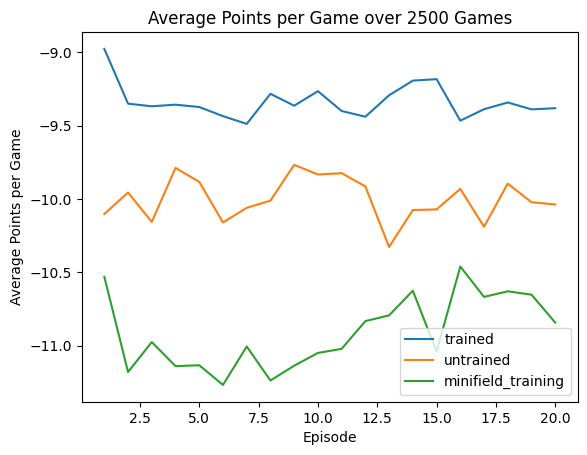 Average Points per Game over 2500 Games
Average Points per Game
−9.0
−9.5
−10.0
−10.5
−11.0
2.5 5.0 7.5 10.0 12.5 15.0 17.5 20.0
Episode
trained
untrained
minifield_training